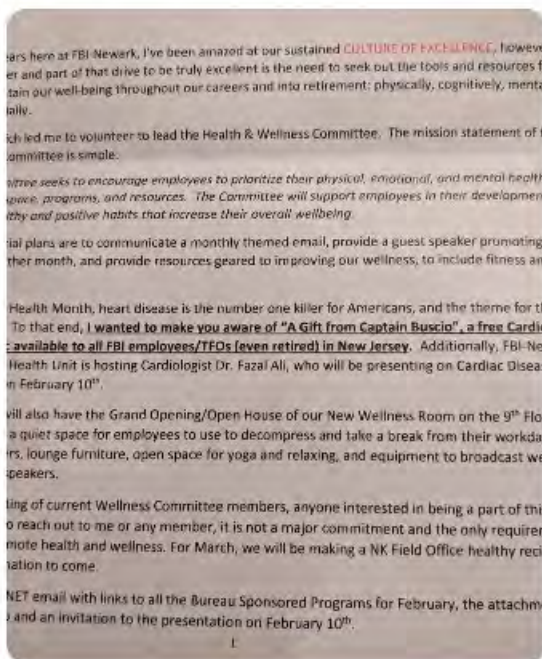 ears here at FBI-Newark, I've been amazed at our sustained CULTURE OF EXCELLENCE, howeve
er and part of that drive to be truly excellent is the need to seek out the tools and resources f
tain our well-being throughout our careers and into retirement: physically, cognitively, menta
ially.
ich led me to volunteer to lead the Health & Wellness Committee. The mission statement of
ommittee is simple.
mittee seeks to encourage employees to prioritize their physical, emotional, and mental health
space, programs, and resources. The Committee will support employees in their developmen
lthy and positive habits that increase their overall wellbeing
ial plans are to communicate a monthly themed email, provide a guest speaker promoting
ther month, and provide resources geared to improving our wellness, to include fitness an
Health Month, heart disease is the number one killer for Americans, and the theme for t
To that end, I wanted to make you aware of "A Gift from Captain Buscio", a free Cardi
available to all FBI employees/TFOs (even retired) in New Jersey. Additionally, FBI-Ne
Health Unit is hosting Cardiologist Dr. Fazal Ali, who will be presenting on Cardiac Disea
n February 10th.
will also have the Grand Opening/Open House of our New Wellness Room on the 9th Flo
a quiet space for employees to use to decompress and take a break from their workda
rs, lounge furniture, open space for yoga and relaxing, and equipment to broadcast we
speakers.
ting of current Wellness Committee members, anyone interested in being a part of thi
o reach out to me or any member, it is not a major commitment and the only requirer
mote health and wellness. For March, we will be making a NK Field Office healthy reci
nation to come.
NET email with links to all the Bureau Sponsored Programs for February, the attachm
and an invitation to the presentation on February 10th.
1